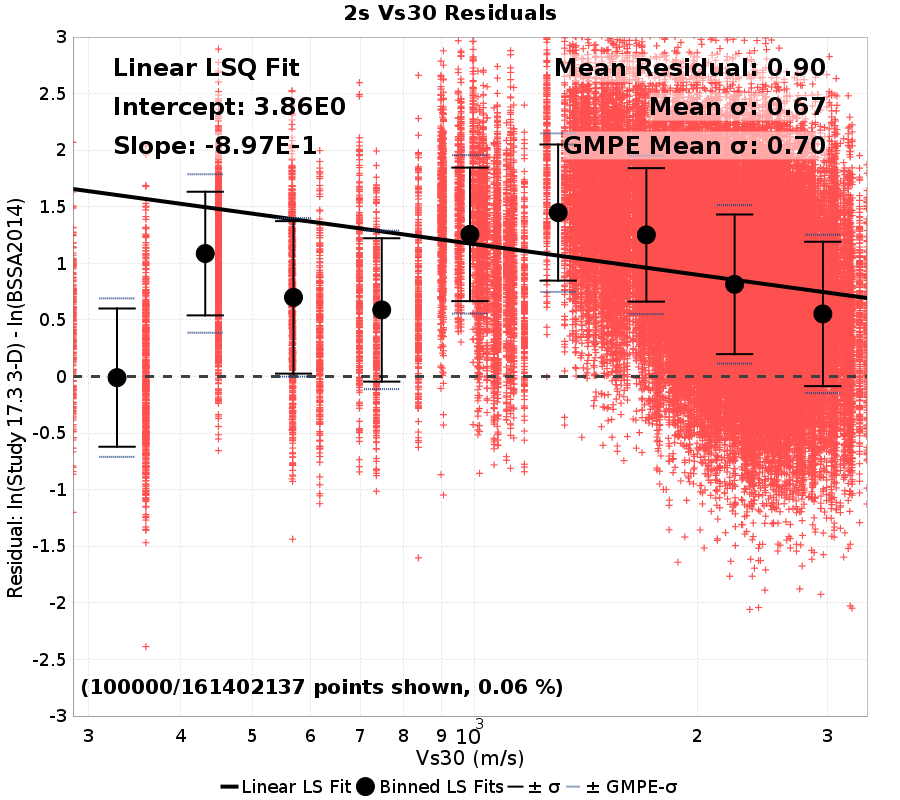 2s Vs30 Residuals
Linear LSQ Fit
Intercept: 3.86E0
Slope: -8.97E-1
Mean Residual: 0.90
Mean σ: 0.67
GMPE Mean σ: 0.70
Residual: ln(Study 17.3 3-D) - ln(BSSA2014)
3
2.5
2
1.5
1
0.5
0
-0.5
-1
-1.5
-2
-2.5
-3
(100000/161402137 points shown, 0.06 %)
3 4 5 6 7 8 9 10³ 2 3
Vs30 (m/s)
Linear LS Fit Binned LS Fits ± σ ± GMPE-σ